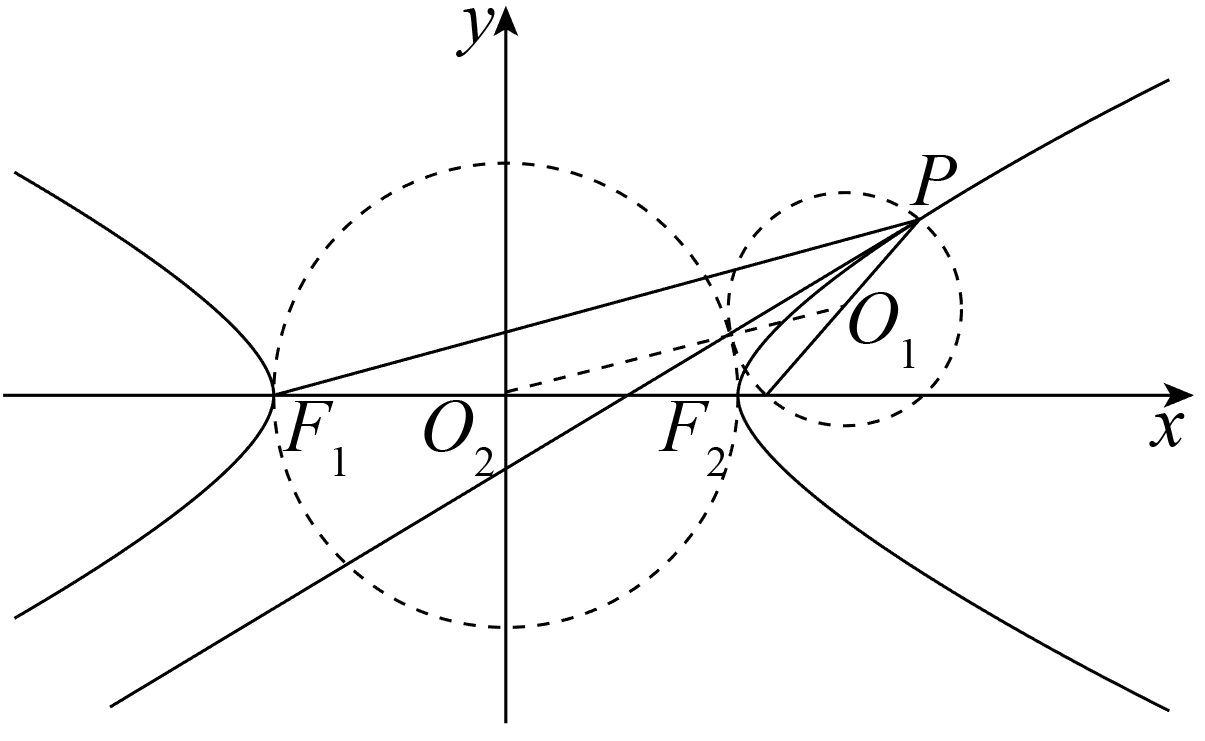 y
P
O₁
F₁ O₂ F₂ x